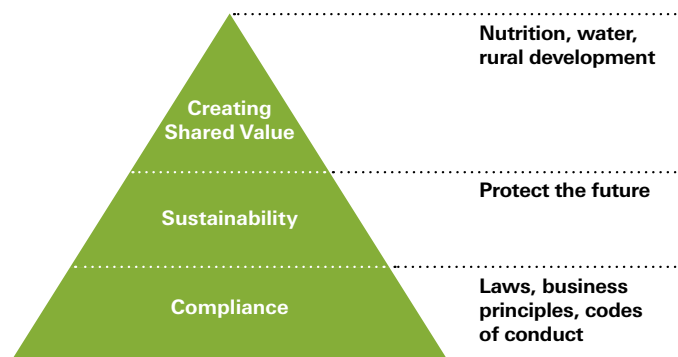 Nutrition, water,
rural development
Creating
Shared Value
Protect the future
Sustainability
Laws, business
principles, codes
of conduct
Compliance